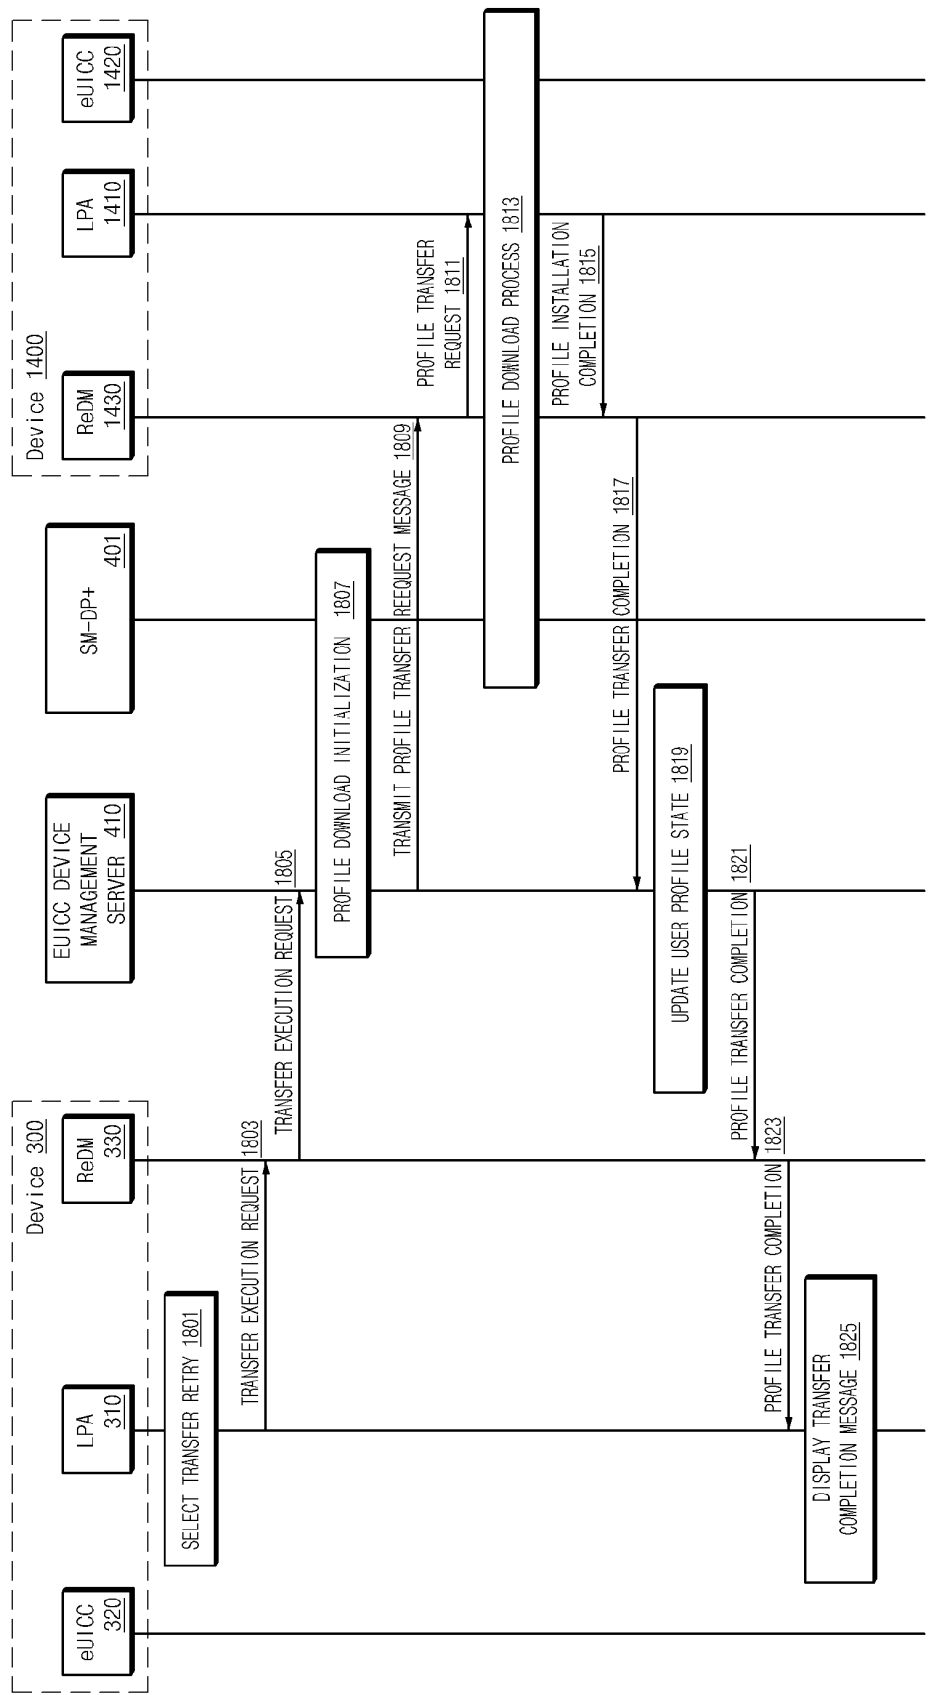 Device 300
Device 1400
eUICC
320
LPA
310
ReDM
330
EUICC DEVICE
MANAGEMENT
SERVER 410
SM-DP+
401
ReDM
1430
LPA
1410
eUICC
1420
SELECT TRANSFER RETRY 1801
TRANSFER EXECUTION REQUEST 1803
TRANSFER EXECUTION REQUEST 1805
PROFILE DOWNLOAD INITIALIZATION 1807
TRANSMIT PROFILE TRANSFER REEQUEST MESSAGE 1809
PROFILE TRANSFER
REQUEST 1811
PROFILE DOWNLOAD PROCESS 1813
PROFILE INSTALLATION
COMPLETION 1815
PROFILE TRANSFER COMPLETION 1817
UPDATE USER PROFILE STATE 1819
PROFILE TRANSFER COMPLETION 1821
PROFILE TRANSFER COMPLETION 1823
DISPLAY TRANSFER
COMPLETION MESSAGE 1825